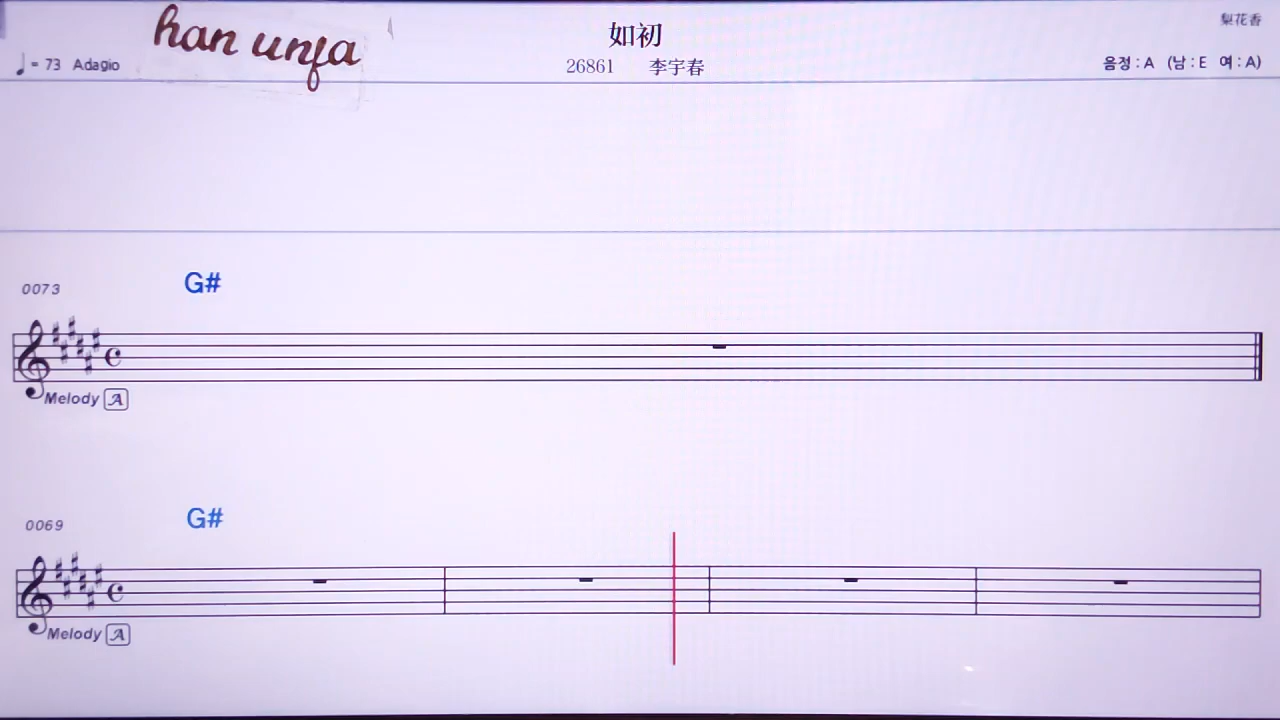 han unfa
如初
梨花香
♩= 73 Adagio
26861 李宇春
음정 : A (남 : E 여 : A)
0073
G#
Melody A
0069
G#
Melody A